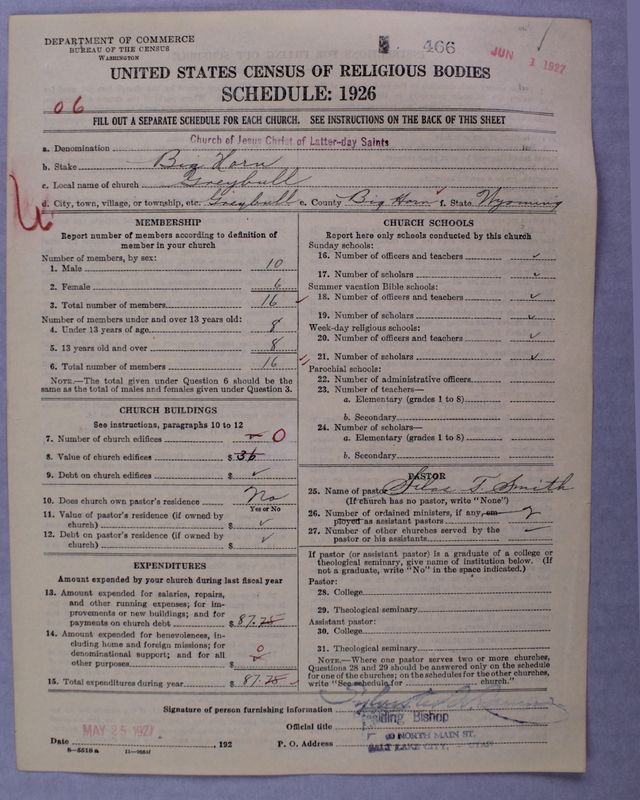 DEPARTMENT OF COMMERCE
BUREAU OF THE CENSUS
WASHINGTON
466
JUN 1 1927
UNITED STATES CENSUS OF RELIGIOUS BODIES
SCHEDULE: 1926
06
FILL OUT A SEPARATE SCHEDULE FOR EACH CHURCH. SEE INSTRUCTIONS ON THE BACK OF THIS SHEET
a. Denomination Church of Jesus Christ of Latter-day Saints
b. Stake Big Horn
c. Local name of church Greybull
d. City, town, village, or township, etc. Greybull e. County Big Horn f. State Wyoming
MEMBERSHIP
Report number of members according to definition of
member in your church
Number of members, by sex:
1. Male 10
2. Female 6
3. Total number of members 16
Number of members under and over 13 years old:
4. Under 13 years of age 8
5. 13 years old and over 8
6. Total number of members 16
NOTE.—The total given under Question 6 should be
same as the total of males and females given under Question 3.
CHURCH BUILDINGS
See instructions, paragraphs 10 to 12
7. Number of church edifices 0
8. Value of church edifices $
9. Debt on church edifices $ ✓
10. Does church own pastor's residence No
Yes or No
11. Value of pastor's residence (if owned by
church) $ ✓
12. Debt on pastor's residence (if owned by
church) $ ✓
EXPENDITURES
Amount expended by your church during last fiscal year
13. Amount expended for salaries, repairs,
and other running expenses; for im-
provements or new buildings; and for
payments on church debt $ 87.25
14. Amount expended for benevolences, in-
cluding home and foreign missions; for
denominational support; and for all
other purposes $ 0
15. Total expenditures during year $ 87.25
CHURCH SCHOOLS
Report here only schools conducted by this church
Sunday schools:
16. Number of officers and teachers ✓
17. Number of scholars ✓
Summer vacation Bible schools:
18. Number of officers and teachers ✓
19. Number of scholars ✓
Week-day religious schools:
20. Number of officers and teachers ✓
21. Number of scholars ✓
Parochial schools:
22. Number of administrative officers
23. Number of teachers—
a. Elementary (grades 1 to 8)
b. Secondary
24. Number of scholars—
a. Elementary (grades 1 to 8)
b. Secondary
PASTOR
25. Name of pastor Silas T. Smith
(If church has no pastor, write "None")
26. Number of ordained ministers, if any, em-
ployed as assistant pastors 2
27. Number of other churches served by the
pastor or his assistants —
If pastor (or assistant pastor) is a graduate of a college or
theological seminary, give name of institution below. (If
not a graduate, write "No" in the space indicated.)
Pastor:
28. College
29. Theological seminary
Assistant pastor:
30. College
31. Theological seminary
NOTE.—Where one pastor serves two or more churches,
Questions 28 and 29 should be answered only on the schedule
for one of the churches; on the schedules for the other churches,
write "See schedule for church."
Signature of person furnishing information
Official title Presiding Bishop
MAY 25 1927
Date , 192 P. O. Address 40 NORTH MAIN ST.
SALT LAKE CITY, UTAH